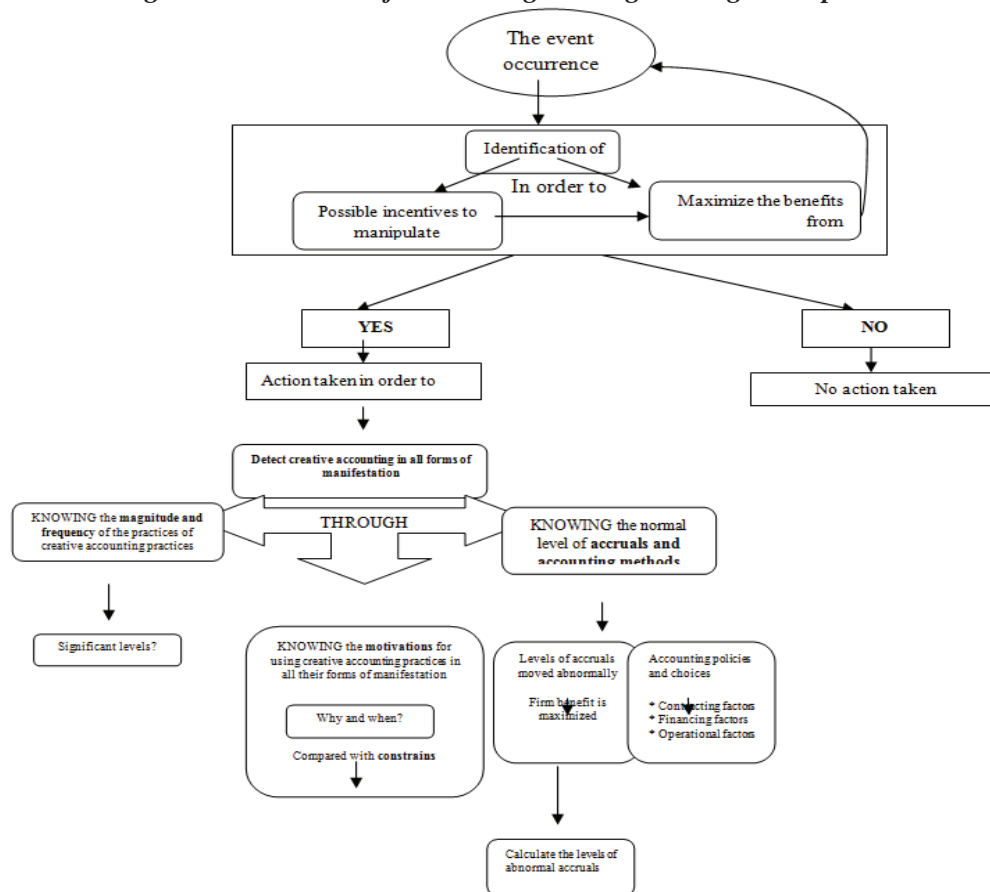 The event
occurrence
Identification of
In order to
Possible incentives to
manipulate
Maximize the benefits
from
YES
NO
Action taken in order to
No action taken
Detect creative accounting in all forms of
manifestation
THROUGH
KNOWING the magnitude and
frequency of the practices of
creative accounting practices
KNOWING the normal
level of accruals and
accounting methods
Significant levels?
KNOWING the motivations for
using creative accounting practices in
all their forms of manifestation
Why and when?
Compared with constrains
Levels of accruals
moved abnormally
Firm benefit is
maximized
Accounting policies
and choices
* Contracting factors
* Financing factors
* Operational factors
Calculate the levels of
abnormal accruals